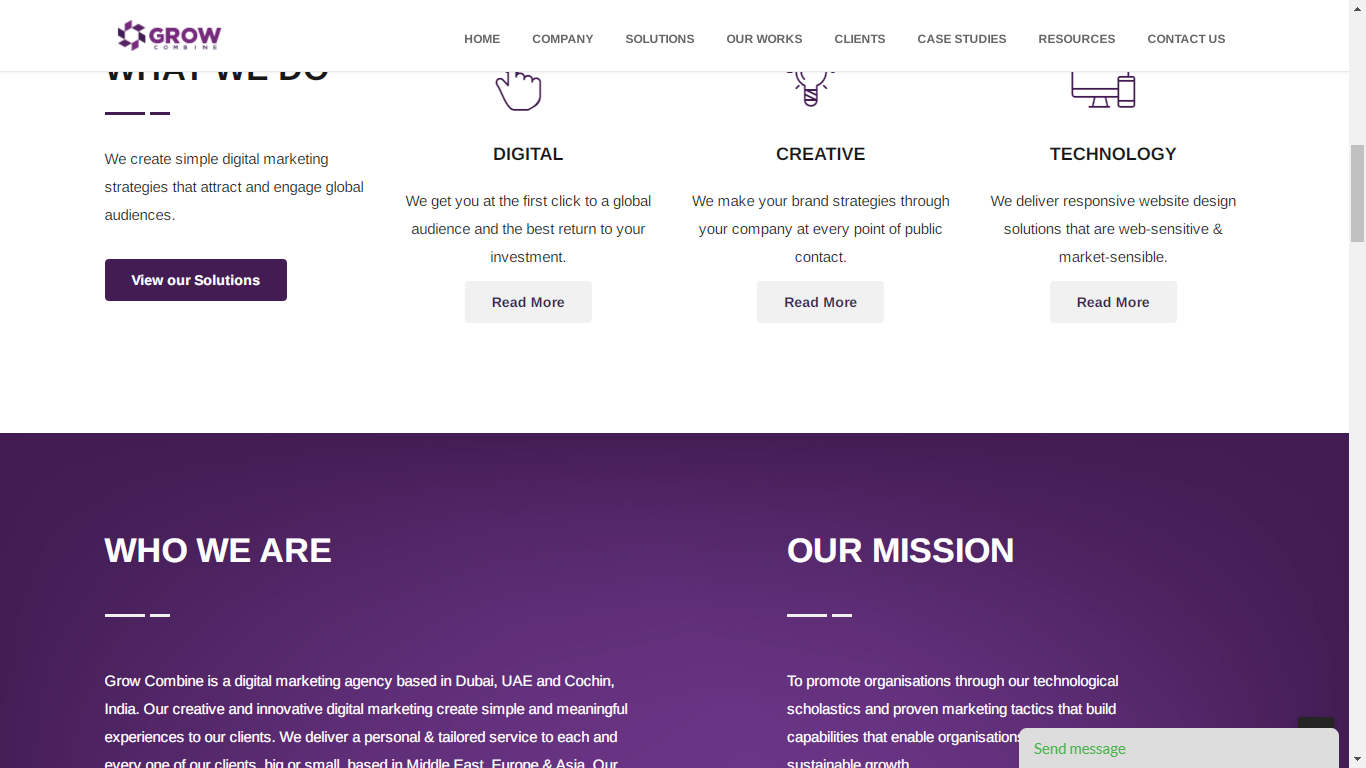 GROW
COMBINE
HOME
COMPANY
SOLUTIONS
OUR WORKS
CLIENTS
CASE STUDIES
RESOURCES
CONTACT US
WHAT WE DO
We create simple digital marketing
strategies that attract and engage global
audiences.
View our Solutions
DIGITAL
We get you at the first click to a global
audience and the best return to your
investment.
Read More
CREATIVE
We make your brand strategies through
your company at every point of public
contact.
Read More
TECHNOLOGY
We deliver responsive website design
solutions that are web-sensitive &
market-sensible.
Read More
WHO WE ARE
Grow Combine is a digital marketing agency based in Dubai, UAE and Cochin,
India. Our creative and innovative digital marketing create simple and meaningful
experiences to our clients. We deliver a personal & tailored service to each and
every one of our clients, big or small, based in Middle East, Europe & Asia. Our
OUR MISSION
To promote organisations through our technological
scholastics and proven marketing tactics that build
capabilities that enable organisations
sustainable growth.
Send message